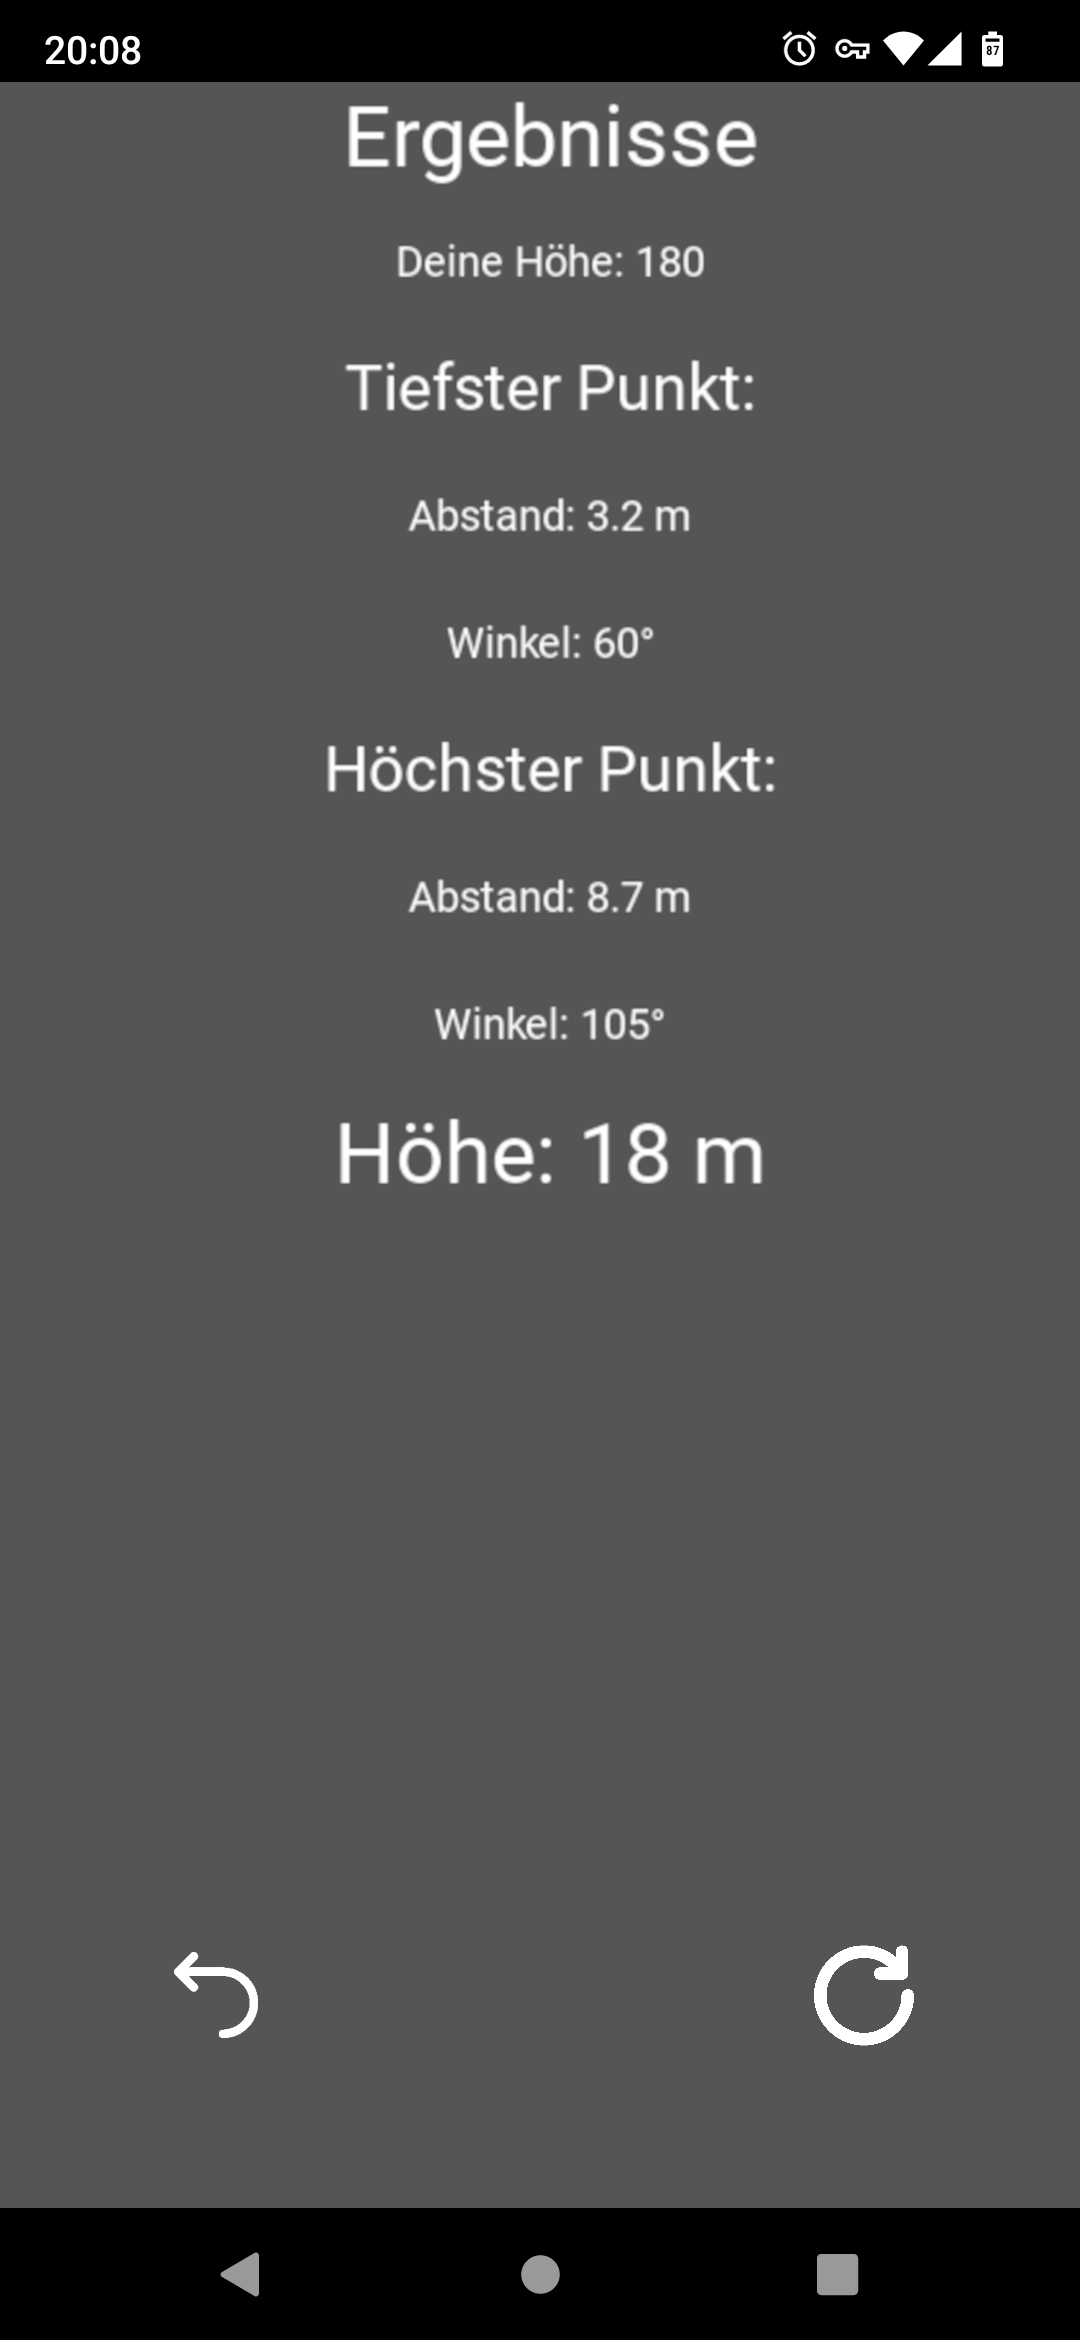 20:08
87
Ergebnisse
Deine Höhe: 180
Tiefster Punkt:
Abstand: 3.2 m
Winkel: 60°
Höchster Punkt:
Abstand: 8.7 m
Winkel: 105°
Höhe: 18 m